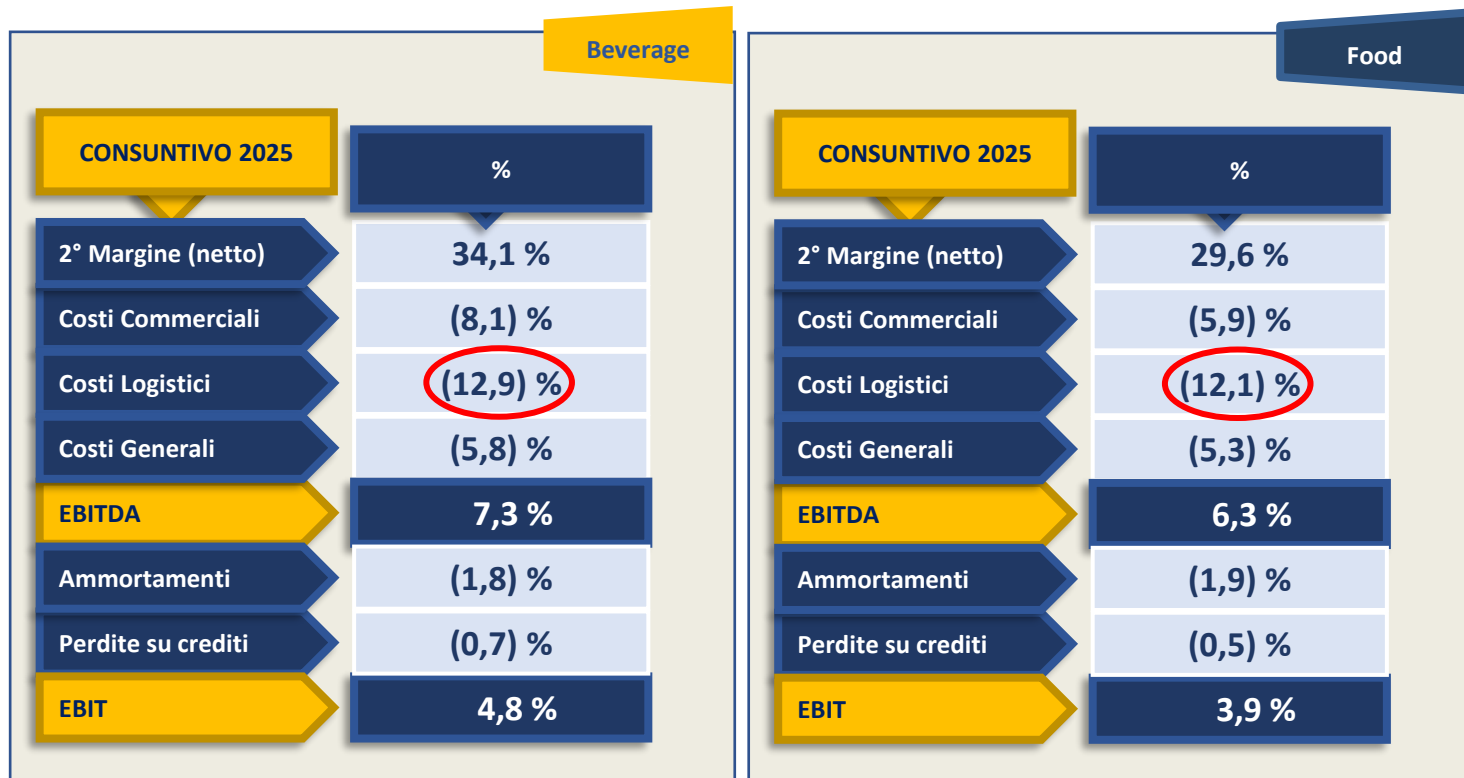 Beverage
CONSUNTIVO 2025
%
2° Margine (netto)
34,1 %
Costi Commerciali
(8,1) %
Costi Logistici
(12,9) %
Costi Generali
(5,8) %
EBITDA
7,3 %
Ammortamenti
(1,8) %
Perdite su crediti
(0,7) %
EBIT
4,8 %
Food
CONSUNTIVO 2025
%
2° Margine (netto)
29,6 %
Costi Commerciali
(5,9) %
Costi Logistici
(12,1) %
Costi Generali
(5,3) %
EBITDA
6,3 %
Ammortamenti
(1,9) %
Perdite su crediti
(0,5) %
EBIT
3,9 %